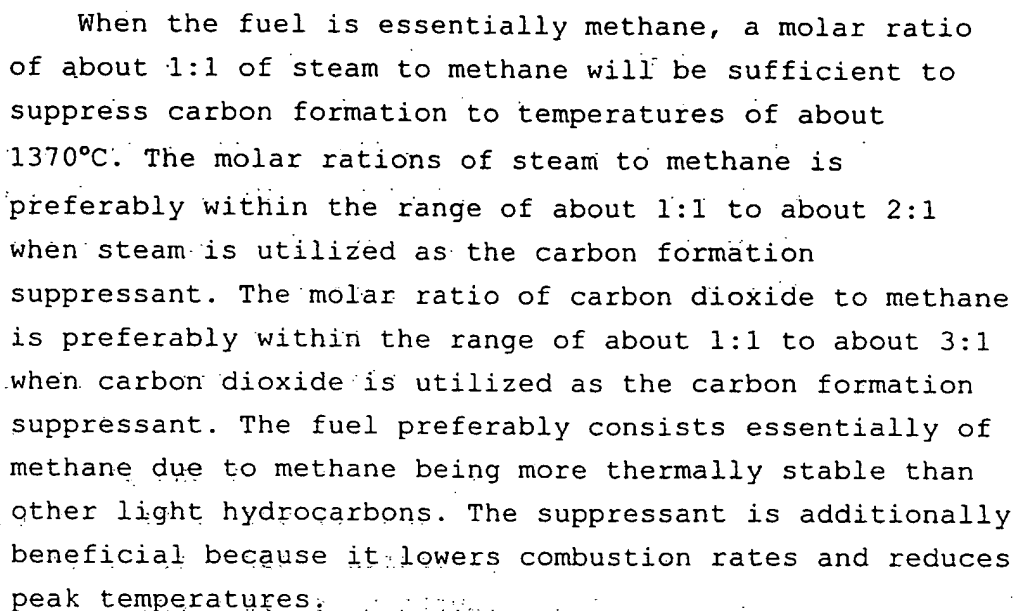 When the fuel is essentially methane, a molar ratio
of about 1:1 of steam to methane will be sufficient to
suppress carbon formation to temperatures of about
1370°C. The molar rations of steam to methane is
preferably within the range of about 1:1 to about 2:1
when steam is utilized as the carbon formation
suppressant. The molar ratio of carbon dioxide to methane
is preferably within the range of about 1:1 to about 3:1
when carbon dioxide is utilized as the carbon formation
suppressant. The fuel preferably consists essentially of
methane due to methane being more thermally stable than
other light hydrocarbons. The suppressant is additionally
beneficial because it lowers combustion rates and reduces
peak temperatures.